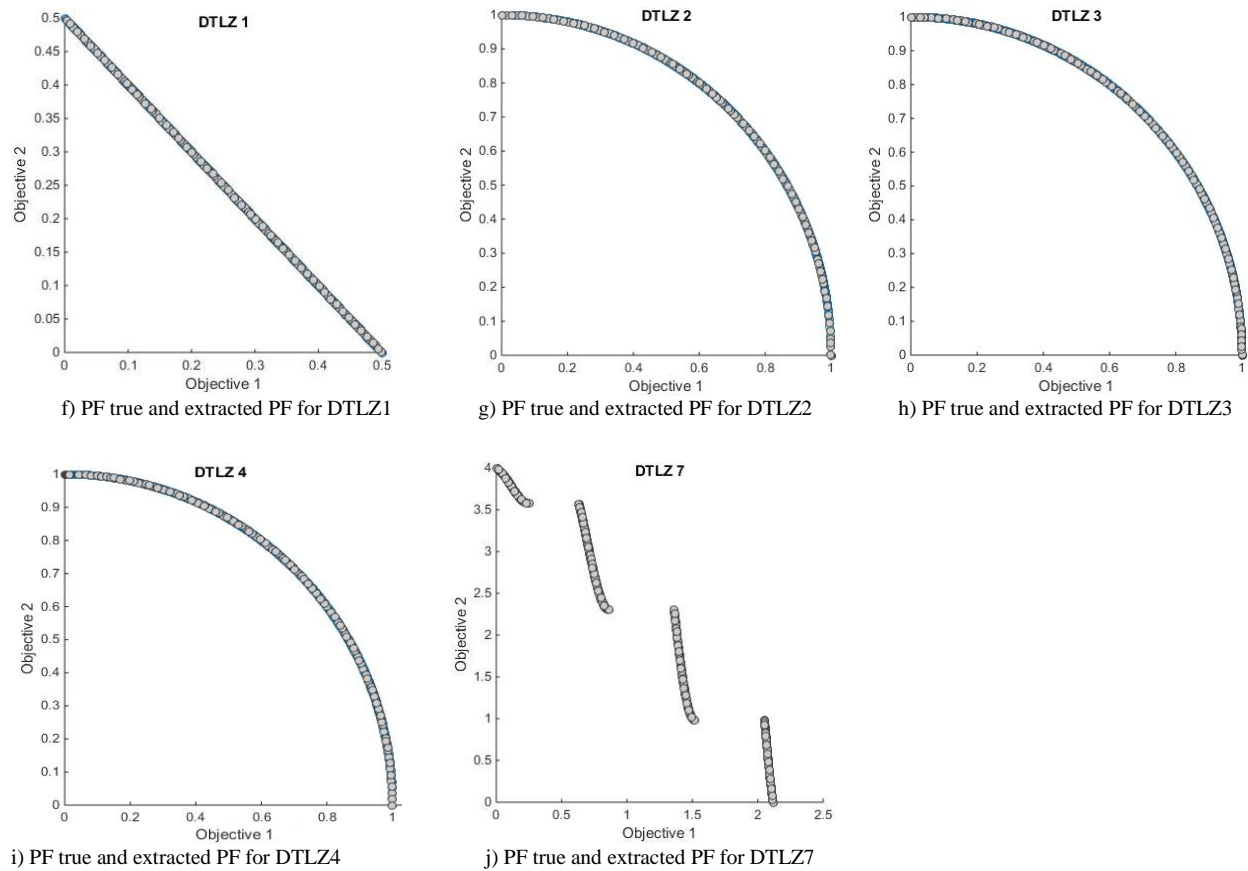 DTLZ 1
0.5
0.45
0.4
0.35
0.3
0.25
0.2
0.15
0.1
0.05
0
Objective 2
0 0.1 0.2 0.3 0.4 0.5
Objective 1
f) PF true and extracted PF for DTLZ1
DTLZ 2
1
0.9
0.8
0.7
0.6
0.5
0.4
0.3
0.2
0.1
0
Objective 2
0 0.2 0.4 0.6 0.8 1
Objective 1
g) PF true and extracted PF for DTLZ2
DTLZ 3
1
0.9
0.8
0.7
0.6
0.5
0.4
0.3
0.2
0.1
0
Objective 2
0 0.2 0.4 0.6 0.8 1
Objective 1
h) PF true and extracted PF for DTLZ3
DTLZ 4
1
0.9
0.8
0.7
0.6
0.5
0.4
0.3
0.2
0.1
0
Objective 2
0 0.2 0.4 0.6 0.8 1
Objective 1
i) PF true and extracted PF for DTLZ4
DTLZ 7
4
3.5
3
2.5
2
1.5
1
0.5
0
Objective 2
0 0.5 1 1.5 2 2.5
Objective 1
j) PF true and extracted PF for DTLZ7